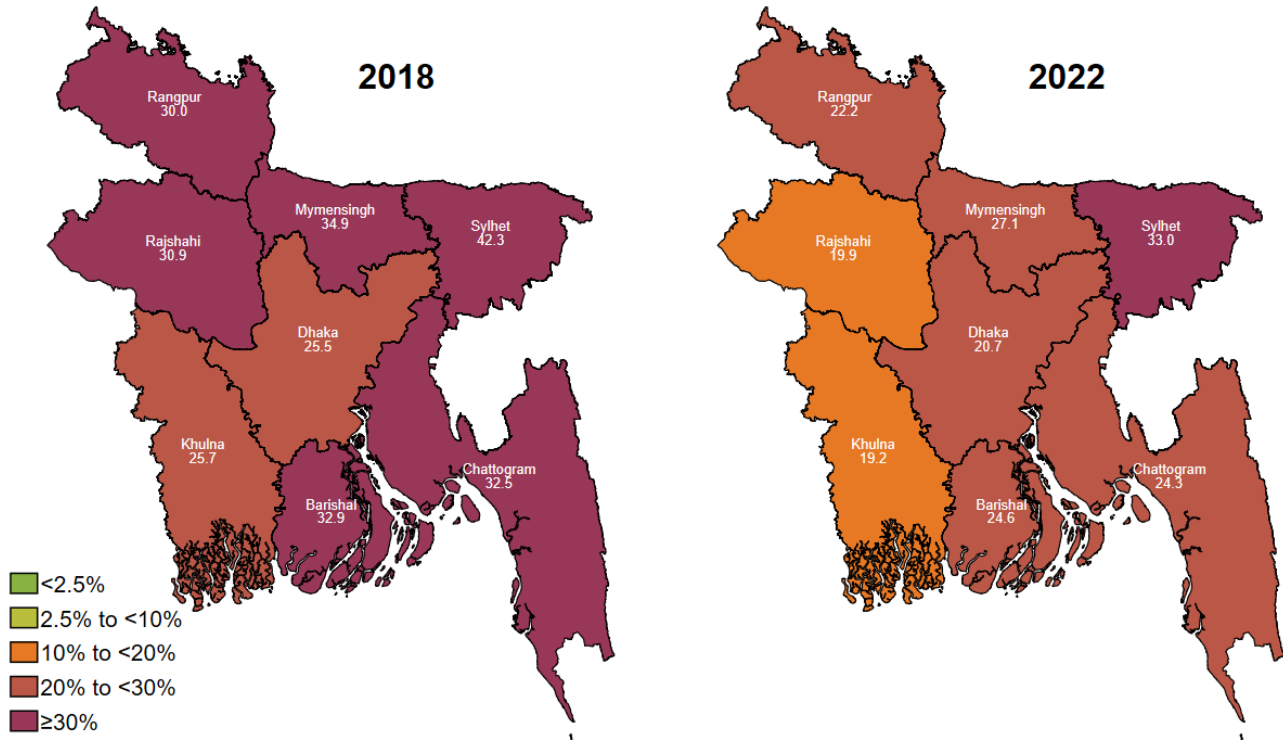 2018
Rangpur
30.0
Mymensingh
34.9
Sylhet
42.3
Rajshahi
30.9
Dhaka
25.5
Khulna
25.7
Chattogram
32.5
Barishal
32.9
<2.5%
2.5% to <10%
10% to <20%
20% to <30%
≥30%
2022
Rangpur
22.2
Mymensingh
27.1
Sylhet
33.0
Rajshahi
19.9
Dhaka
20.7
Khulna
19.2
Chattogram
24.3
Barishal
24.6